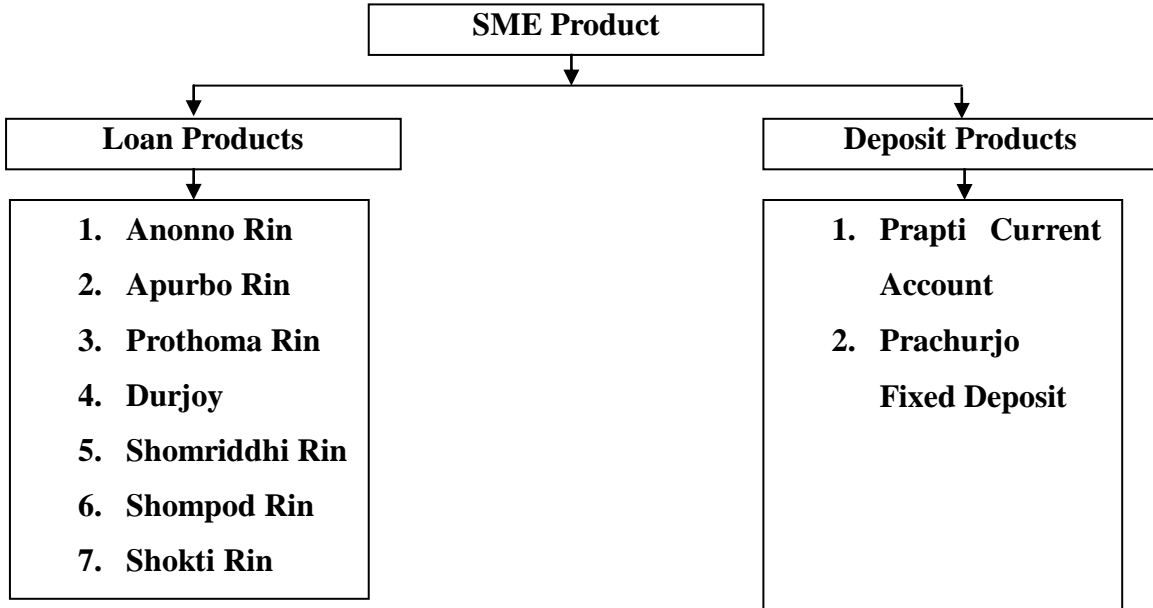 SME Product
Loan Products
Deposit Products
1. Anonno Rin
2. Apurbo Rin
3. Prothoma Rin
4. Durjoy
5. Shomriddhi Rin
6. Shompod Rin
7. Shokti Rin
1. Prapti Current
Account
2. Prachurjo
Fixed Deposit